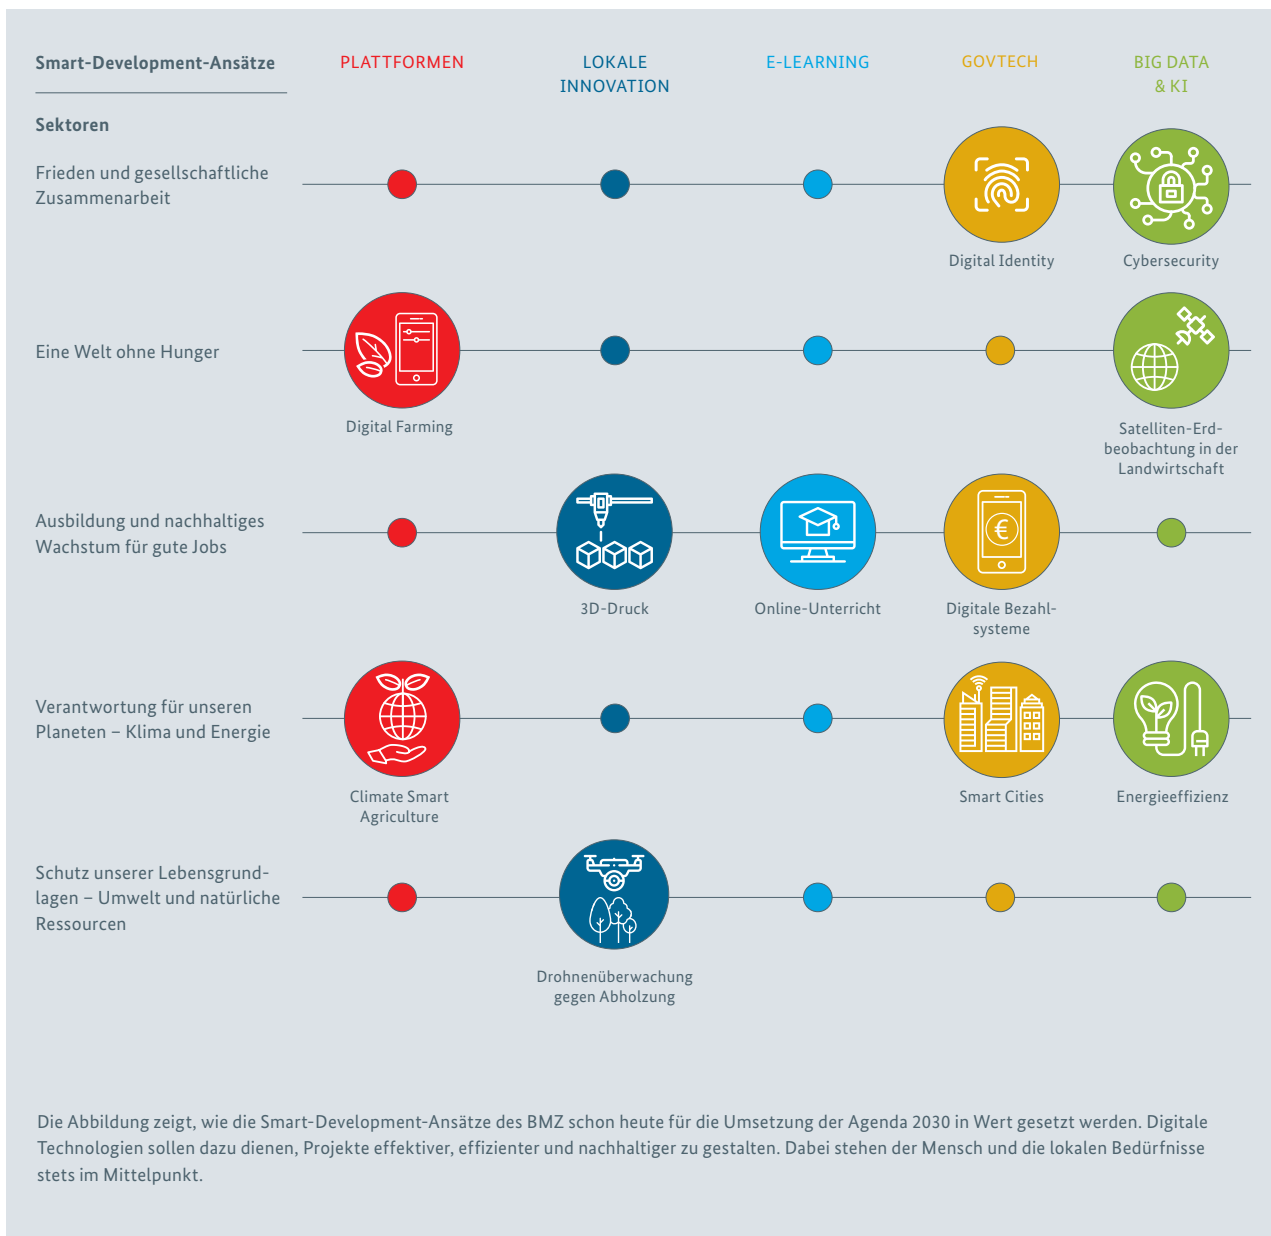 Smart-Development-Ansätze
PLATTFORMEN
LOKALE
INNOVATION
E-LEARNING
GOVTECH
BIG DATA
& KI
Sektoren
Frieden und gesellschaftliche
Zusammenarbeit
Digital Identity
Cybersecurity
Eine Welt ohne Hunger
Digital Farming
Satelliten-Erd-
beobachtung in der
Landwirtschaft
Ausbildung und nachhaltiges
Wachstum für gute Jobs
€
3D-Druck
Online-Unterricht
Digitale Bezahl-
systeme
Verantwortung für unseren
Planeten – Klima und Energie
Climate Smart
Agriculture
Smart Cities
Energieeffizienz
Schutz unserer Lebensgrund-
lagen – Umwelt und natürliche
Ressourcen
Drohnenüberwachung
gegen Abholzung
Die Abbildung zeigt, wie die Smart-Development-Ansätze des BMZ schon heute für die Umsetzung der Agenda 2030 in Wert gesetzt werden. Digitale
Technologien sollen dazu dienen, Projekte effektiver, effizienter und nachhaltiger zu gestalten. Dabei stehen der Mensch und die lokalen Bedürfnisse
stets im Mittelpunkt.